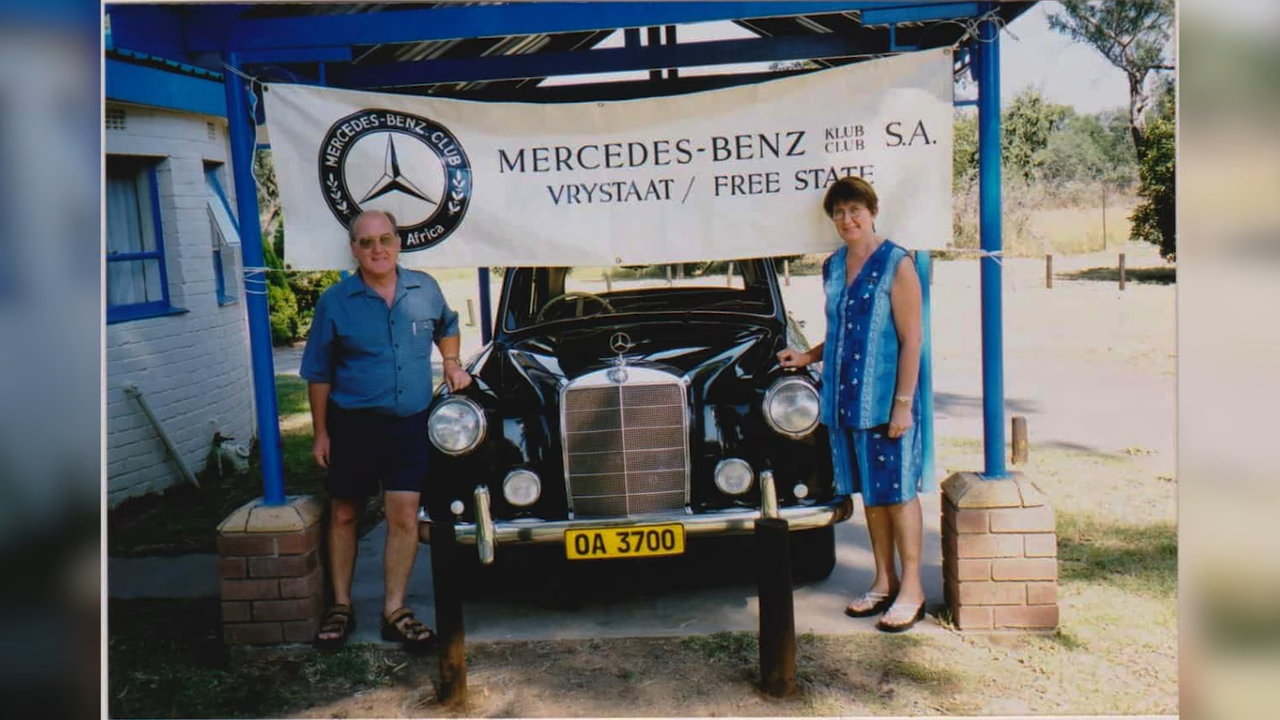 MERCEDES-BENZ CLUB
Africa
MERCEDES-BENZ KLUB CLUB S.A.
VRYSTAAT / FREE STATE
OA 3700